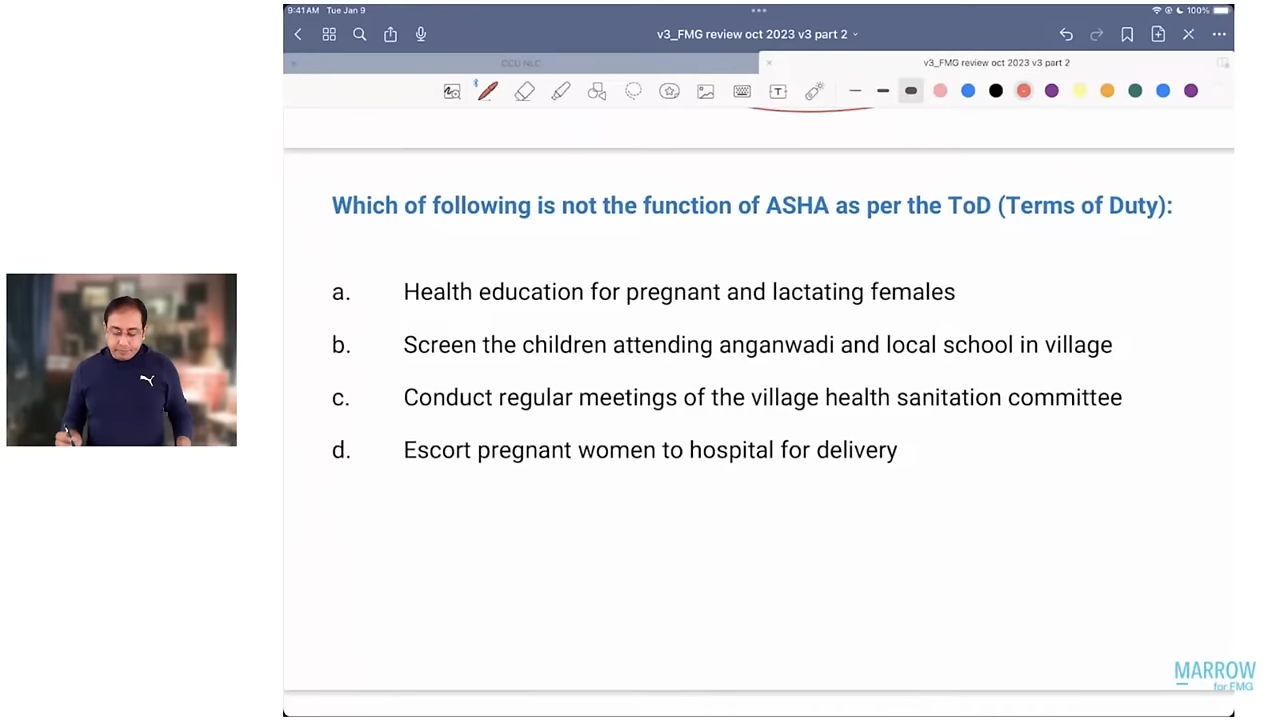 9:41AM Tue Jan 9
100%
v3_FMG review oct 2023 v3 part 2
CCU NLC
v3_FMG review oct 2023 v3 part 2
T
Which of following is not the function of ASHA as per the ToD (Terms of Duty):
a. Health education for pregnant and lactating females
b. Screen the children attending anganwadi and local school in village
c. Conduct regular meetings of the village health sanitation committee
d. Escort pregnant women to hospital for delivery
MARROW
for FMG